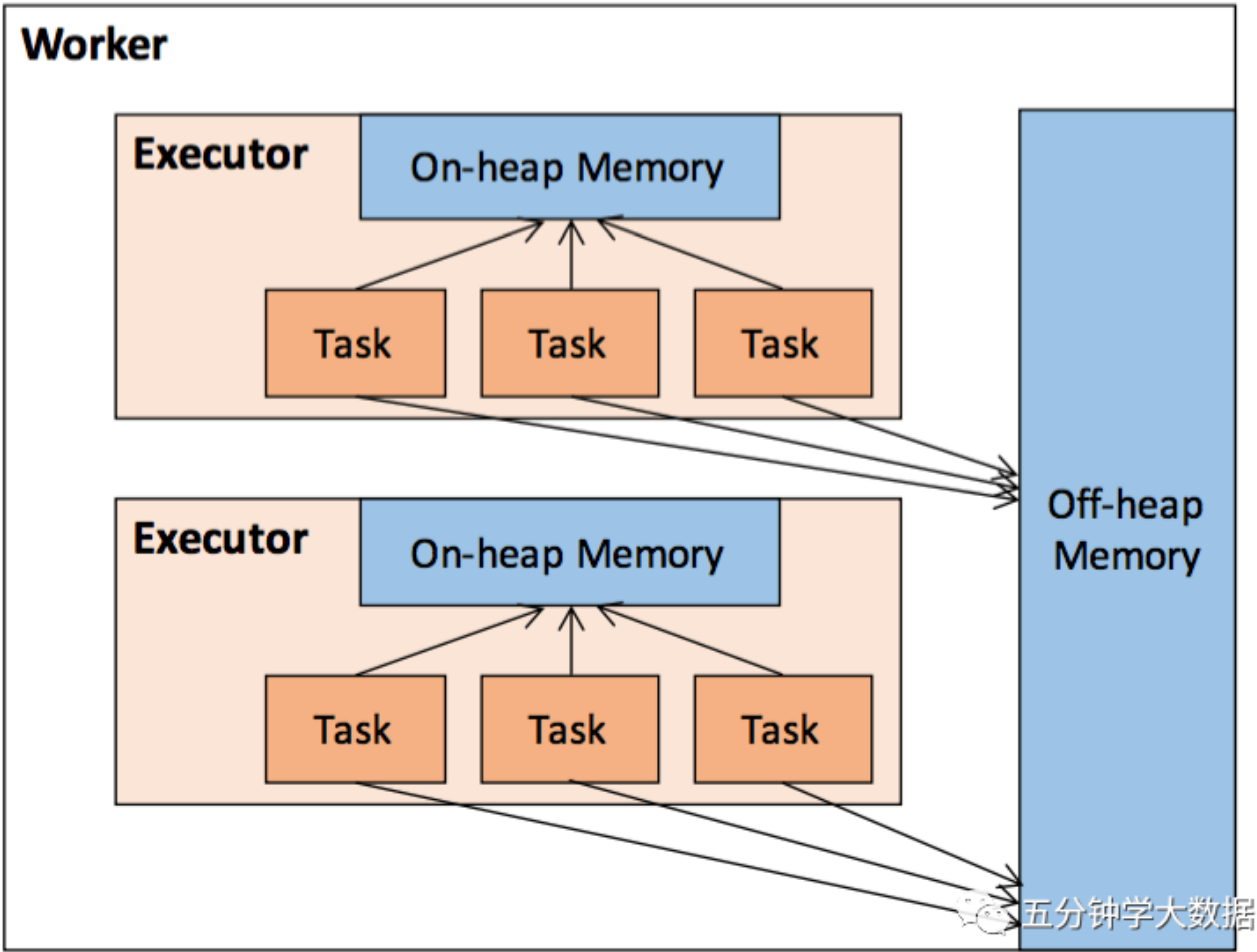 Worker
Executor
On-heap Memory
Task
Task
Task
Executor
On-heap Memory
Task
Task
Task
Off-heap
Memory
五分钟学大数据